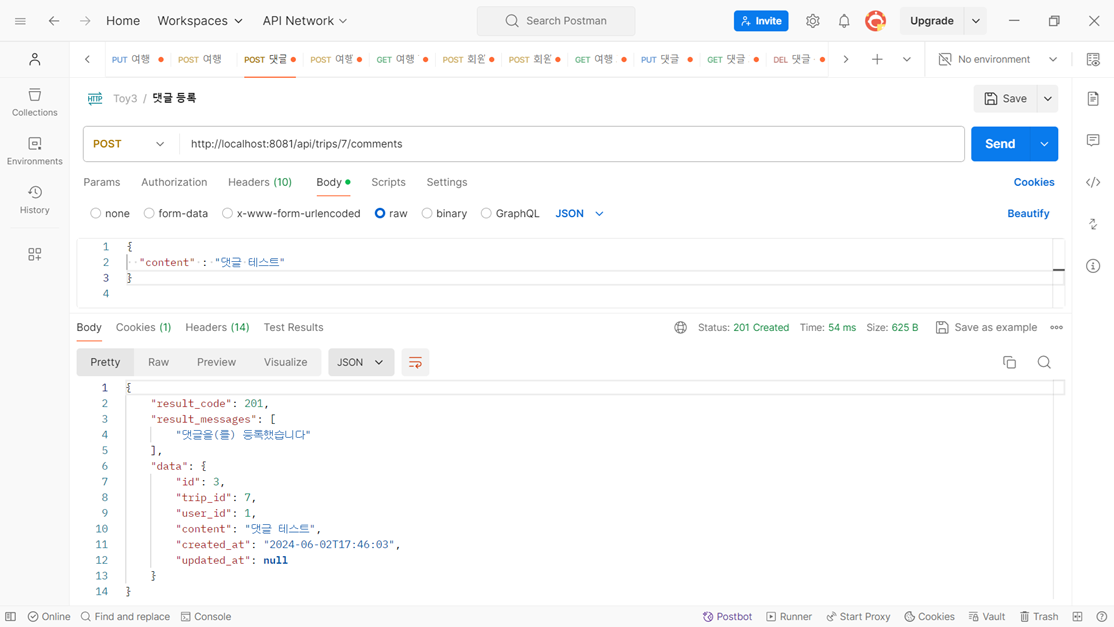 Home Workspaces API Network Search Postman Invite Upgrade
PUT 여행 POST 여행 POST 댓글 POST 여행 GET 여행 POST 회원 POST 회원 GET 여행 PUT 댓글 GET 댓글 DEL 댓글 No environment
HTTP Toy3 / 댓글 등록 Save
Collections
Environments
History
POST http://localhost:8081/api/trips/7/comments Send
Params Authorization Headers (10) Body Scripts Settings Cookies
none form-data x-www-form-urlencoded raw binary GraphQL JSON Beautify
1 {
2 "content" : "댓글 테스트"
3 }
4
Body Cookies (1) Headers (14) Test Results Status: 201 Created Time: 54 ms Size: 625 B Save as example
Pretty Raw Preview Visualize JSON
1 {
2 "result_code": 201,
3 "result_messages": [
4 "댓글을(를) 등록했습니다"
5 ],
6 "data": {
7 "id": 3,
8 "trip_id": 7,
9 "user_id": 1,
10 "content": "댓글 테스트",
11 "created_at": "2024-06-02T17:46:03",
12 "updated_at": null
13 }
14 }
Online Find and replace Console Postbot Runner Start Proxy Cookies Vault Trash